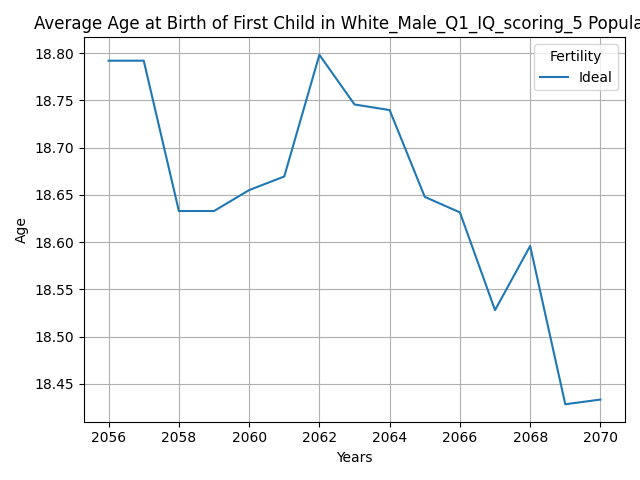 Average Age at Birth of First Child in White_Male_Q1_IQ_scoring_5 Popula
Fertility
Ideal
18.80
18.75
18.70
18.65
18.60
18.55
18.50
18.45
Age
2056 2058 2060 2062 2064 2066 2068 2070
Years